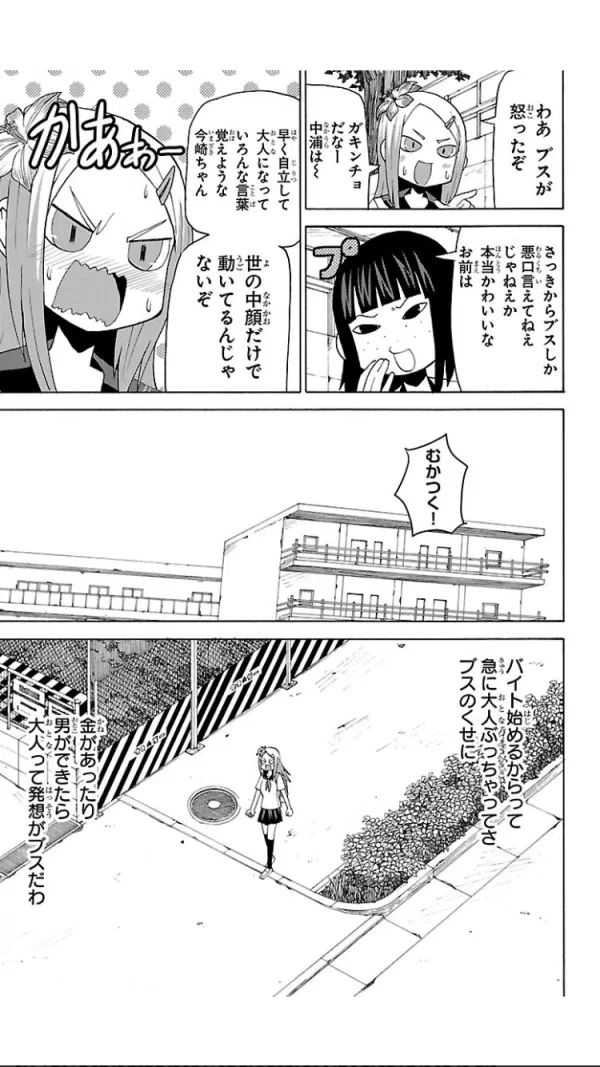 わあ ブスが
怒ったぞ
ガキンチョ
だなー
中浦は〜
さっきからブスしか
悪口言えてねえ
じゃねぇか
本当かわいいな
お前は
プ
早く自立して
大人になって
いろんな言葉
覚えような
今崎ちゃん
世の中顔だけで
動いてるんじゃ
ないぞ
かあぁー
むかつく！
バイト始めるからって
急に大人ぶっちゃってさ
ブスのくせに
金があったり
男ができたら
大人って発想がブスだわ